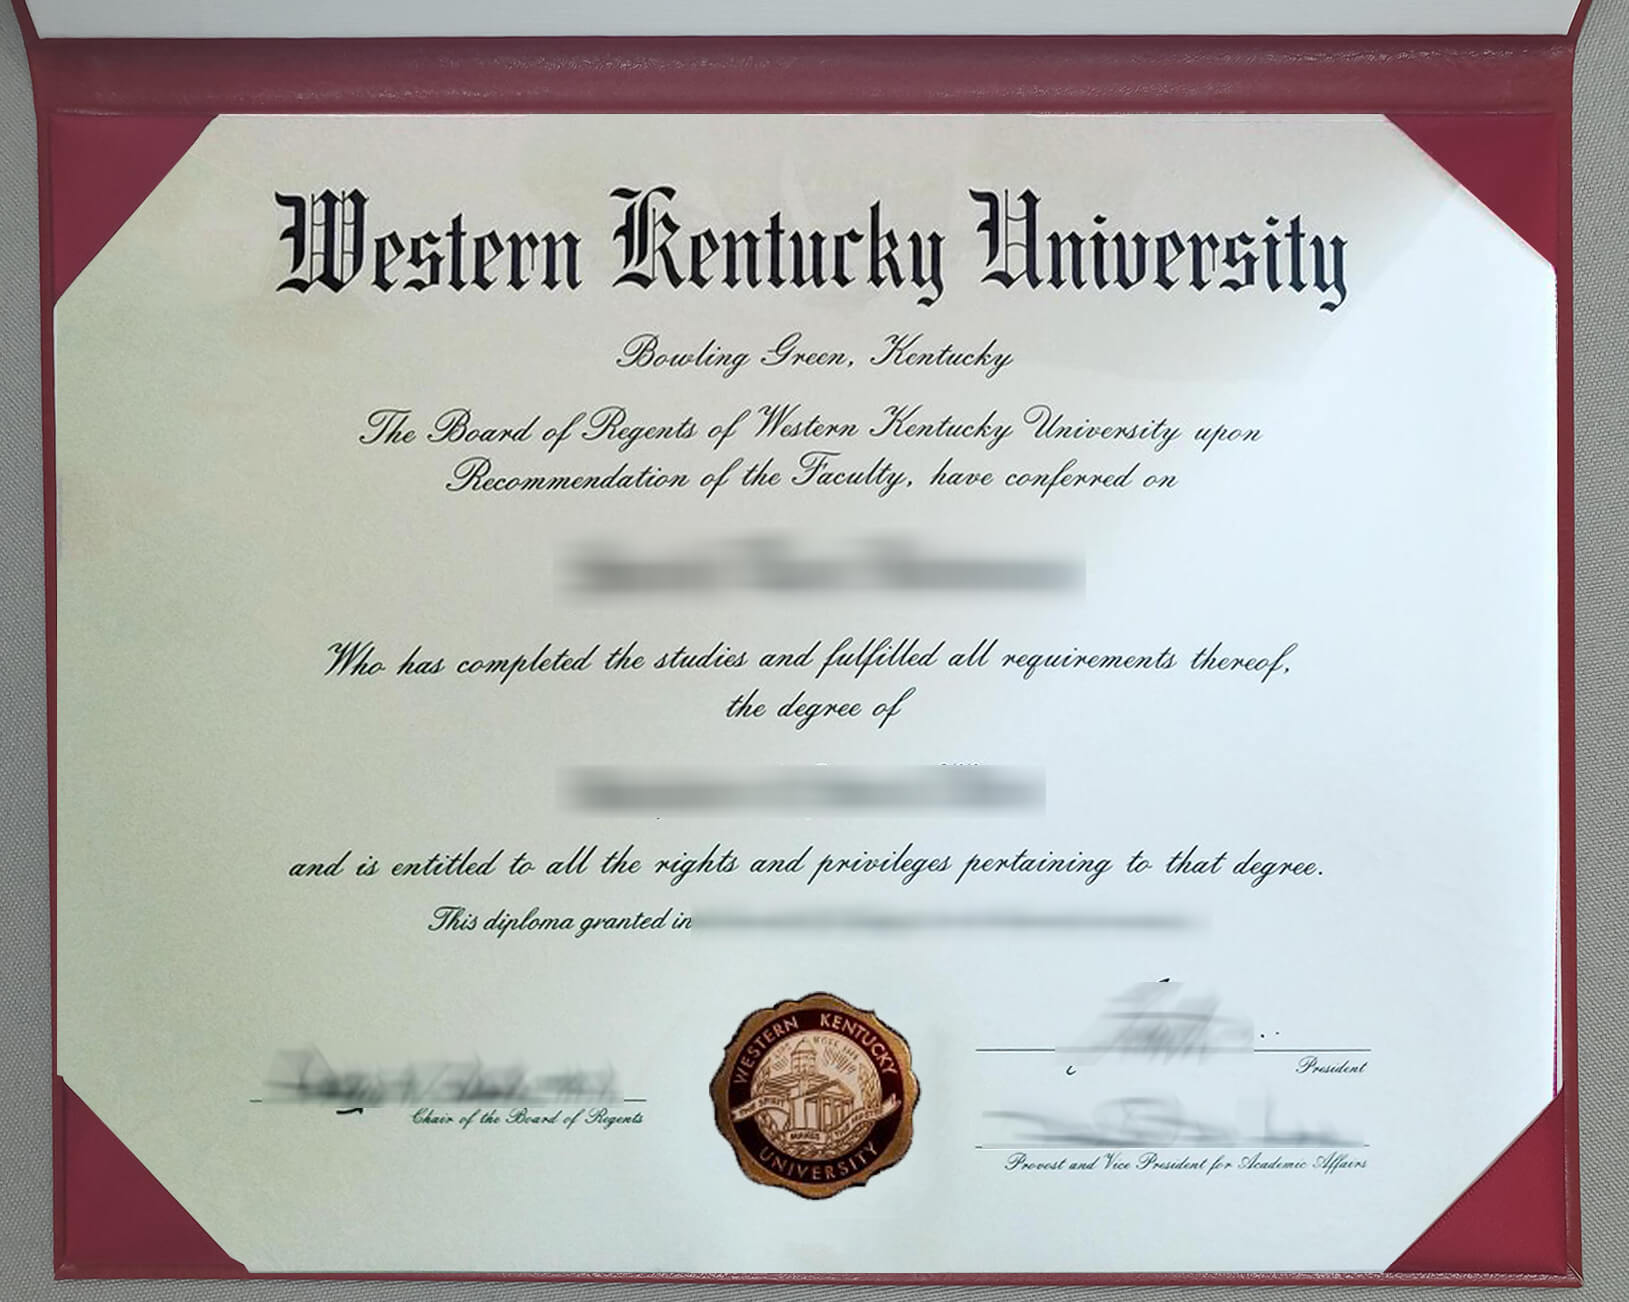 Western Kentucky University
Bowling Green, Kentucky
The Board of Regents of Western Kentucky University upon
Recommendation of the Faculty, have conferred on
Who has completed the studies and fulfilled all requirements thereof,
the degree of
and is entitled to all the rights and privileges pertaining to that degree.
This diploma granted in
WESTERN KENTUCKY
THE SPIRIT
MAKES
UNIVERSITY
President
Chair of the Board of Regents
Provost and Vice President for Academic Affairs